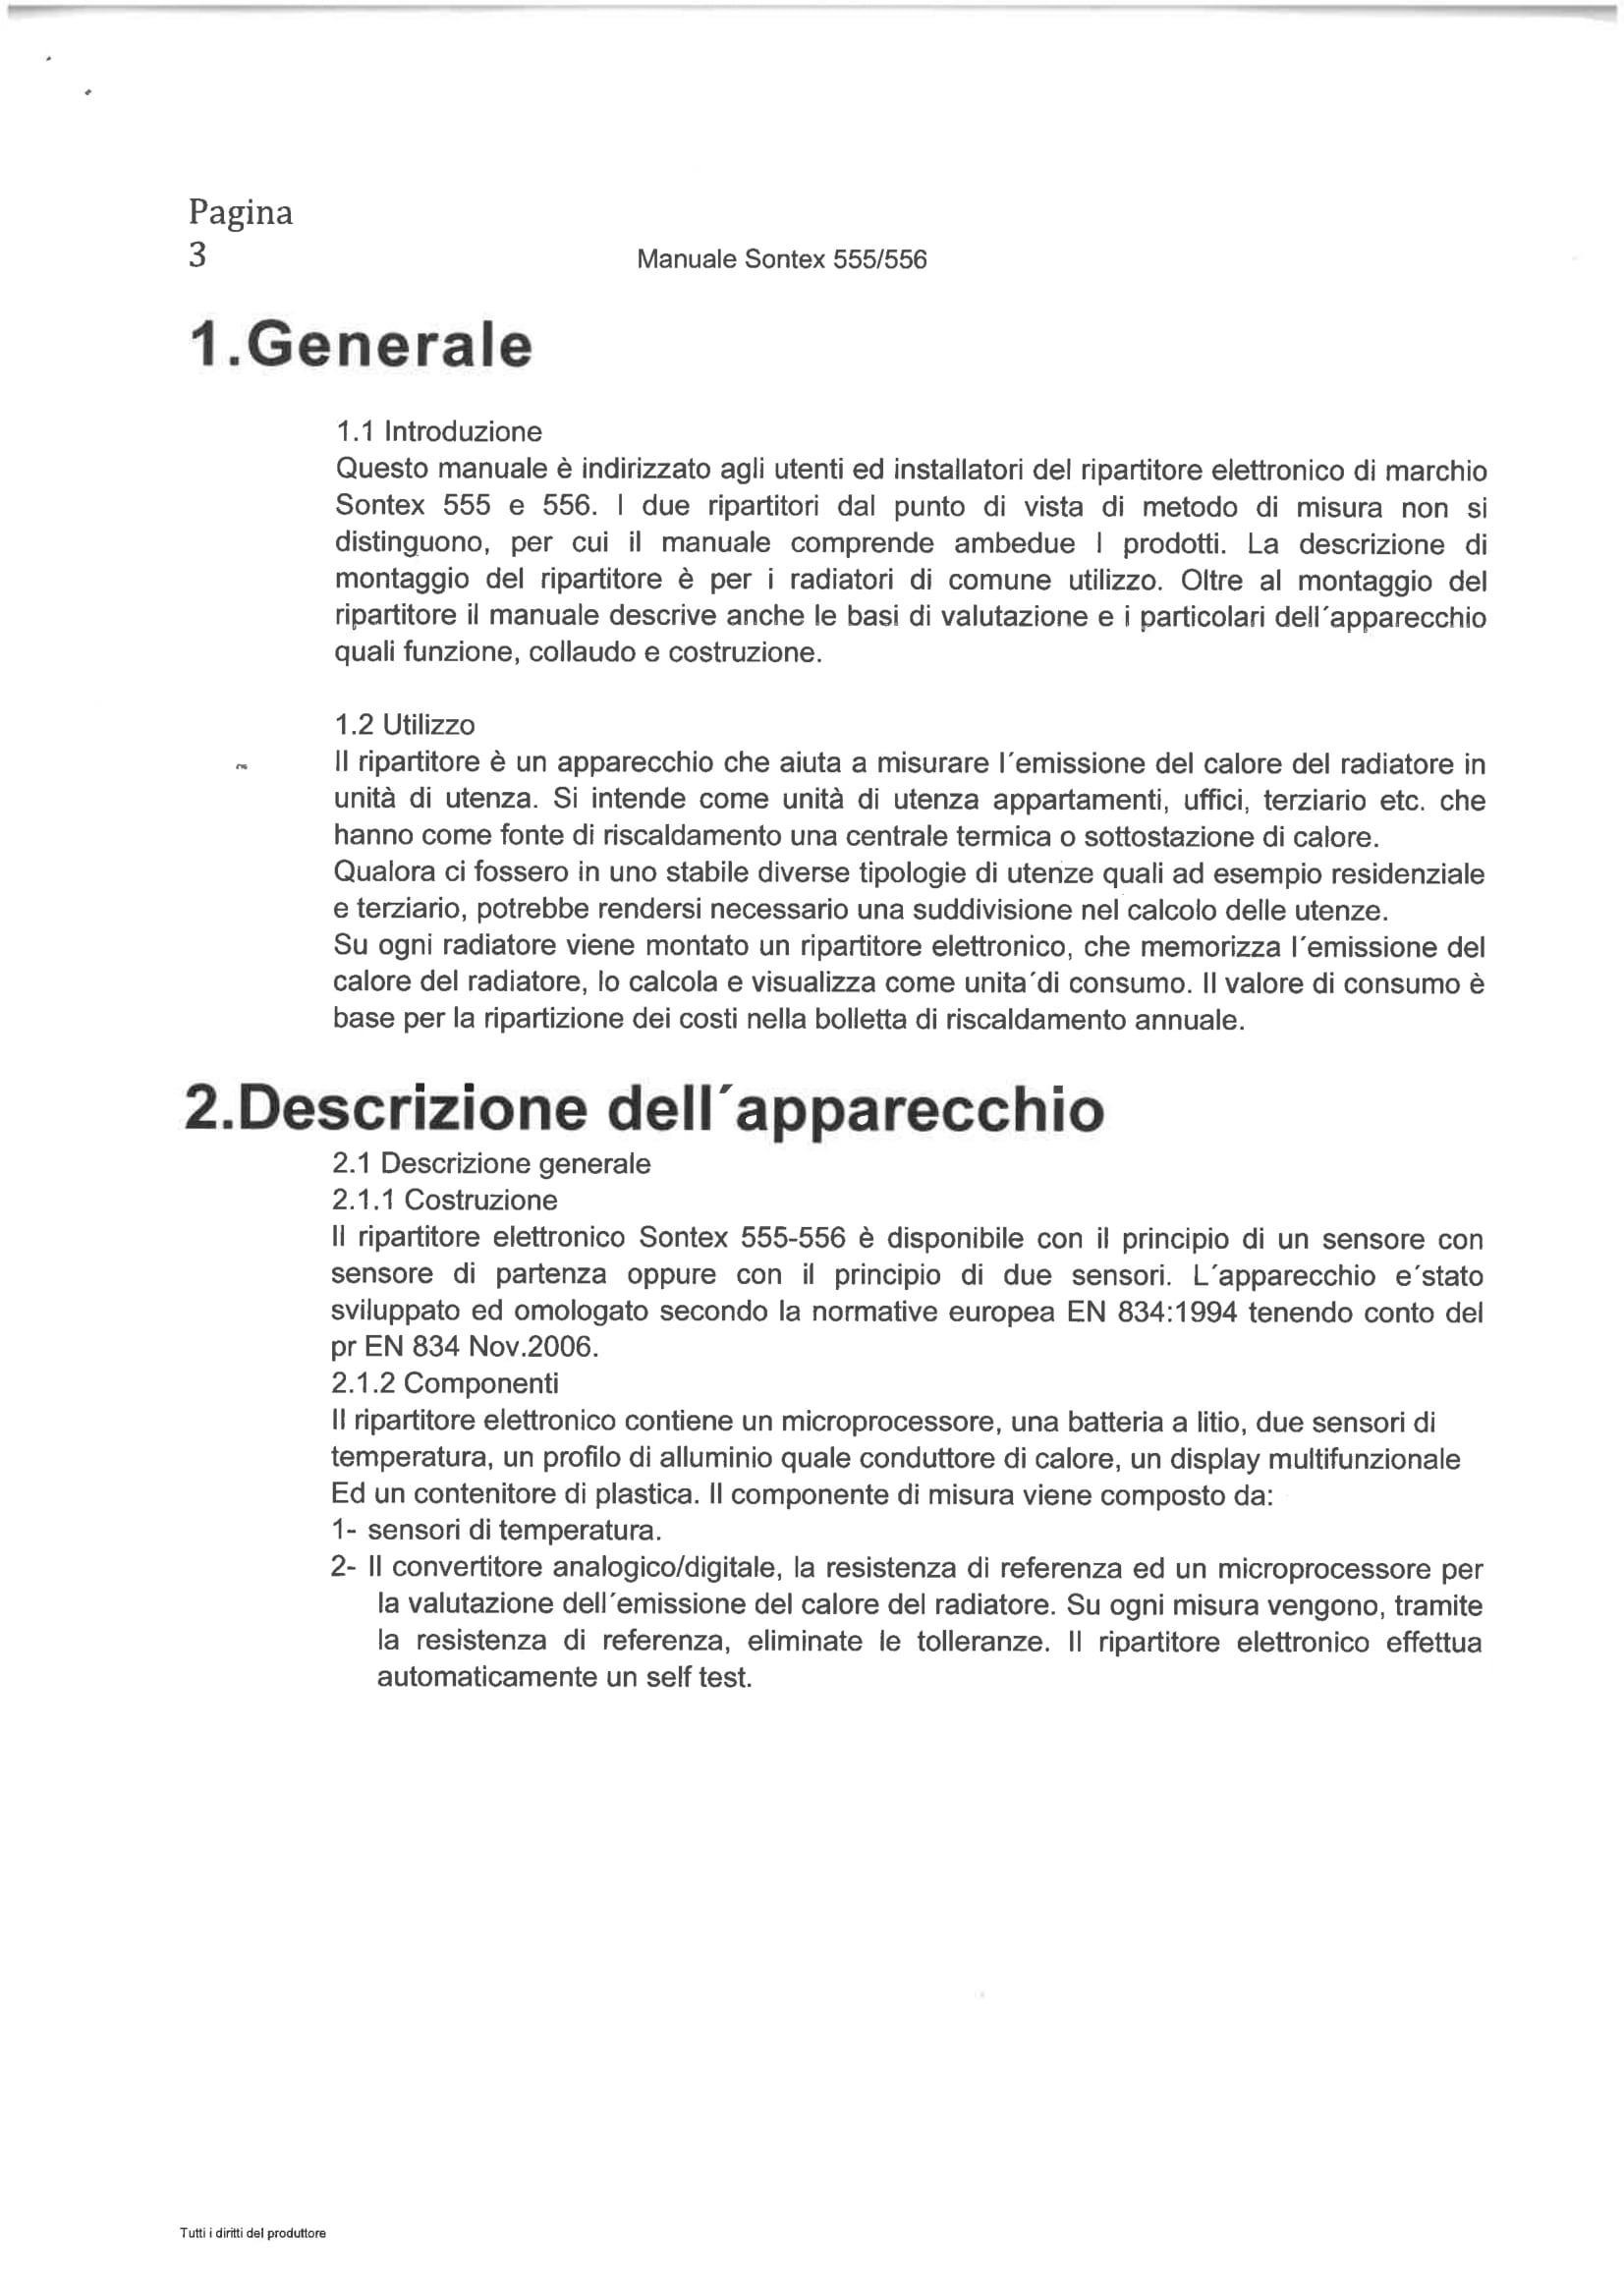 Pagina
3
Manuale Sontex 555/556
1.Generale
1.1 Introduzione
Questo manuale è indirizzato agli utenti ed installatori del ripartitore elettronico di marchio
Sontex 555 e 556. I due ripartitori dal punto di vista di metodo di misura non si
distinguono, per cui il manuale comprende ambedue I prodotti. La descrizione di
montaggio del ripartitore è per i radiatori di comune utilizzo. Oltre al montaggio del
ripartitore il manuale descrive anche le basi di valutazione e i particolari dell´apparecchio
quali funzione, collaudo e costruzione.
1.2 Utilizzo
Il ripartitore è un apparecchio che aiuta a misurare l´emissione del calore del radiatore in
unità di utenza. Si intende come unità di utenza appartamenti, uffici, terziario etc. che
hanno come fonte di riscaldamento una centrale termica o sottostazione di calore.
Qualora ci fossero in uno stabile diverse tipologie di utenze quali ad esempio residenziale
e terziario, potrebbe rendersi necessario una suddivisione nel calcolo delle utenze.
Su ogni radiatore viene montato un ripartitore elettronico, che memorizza l´emissione del
calore del radiatore, lo calcola e visualizza come unita´di consumo. Il valore di consumo è
base per la ripartizione dei costi nella bolletta di riscaldamento annuale.
2.Descrizione dell´apparecchio
2.1 Descrizione generale
2.1.1 Costruzione
Il ripartitore elettronico Sontex 555-556 è disponibile con il principio di un sensore con
sensore di partenza oppure con il principio di due sensori. L´apparecchio e´stato
sviluppato ed omologato secondo la normative europea EN 834:1994 tenendo conto del
pr EN 834 Nov.2006.
2.1.2 Componenti
Il ripartitore elettronico contiene un microprocessore, una batteria a litio, due sensori di
temperatura, un profilo di alluminio quale conduttore di calore, un display multifunzionale
Ed un contenitore di plastica. Il componente di misura viene composto da:
1- sensori di temperatura.
2- Il convertitore analogico/digitale, la resistenza di referenza ed un microprocessore per
la valutazione dell´emissione del calore del radiatore. Su ogni misura vengono, tramite
la resistenza di referenza, eliminate le tolleranze. Il ripartitore elettronico effettua
automaticamente un self test.
Tutti i diritti del produttore